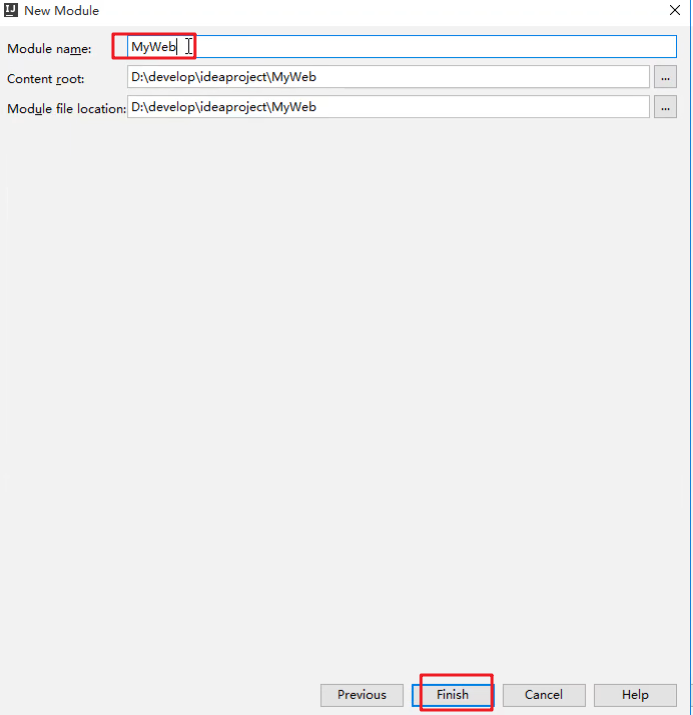 IJ New Module
Module name: MyWeb
Content root: D:\develop\ideaproject\MyWeb ...
Module file location: D:\develop\ideaproject\MyWeb ...
Previous Finish Cancel Help